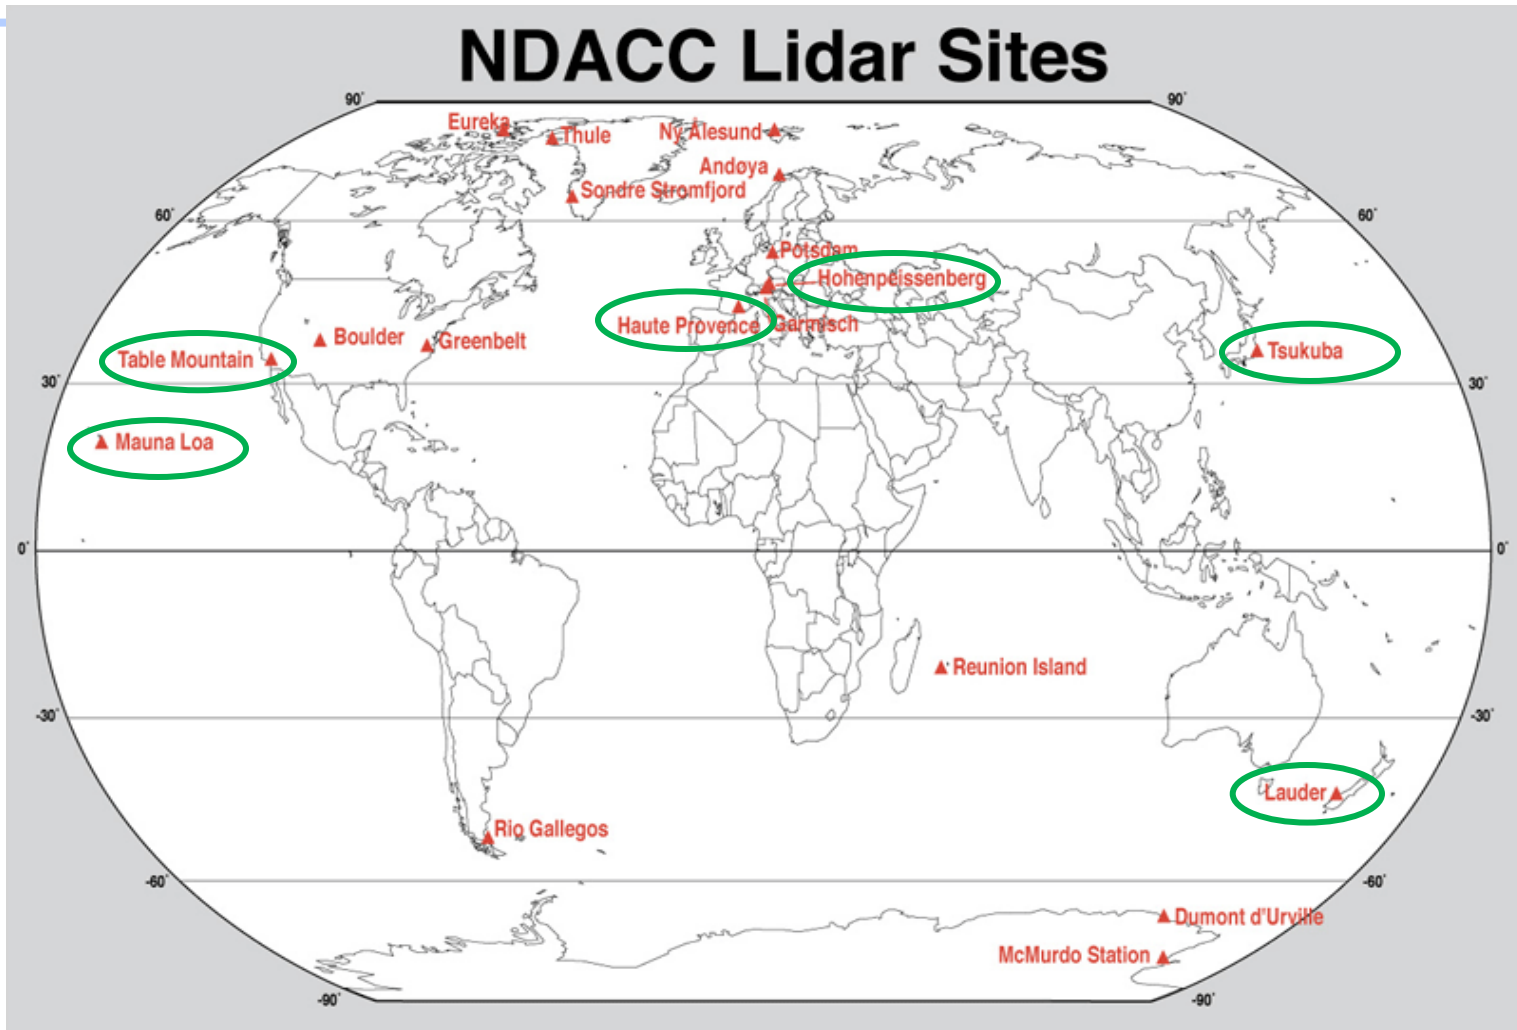 NDACC Lidar Sites
90°
90°
Eureka
Thule
Ny Alesund
Andøya
Sondre Stromfjord
60°
60°
Potsdam
Hohenpeissenberg
Haute Provence
Garmisch
Boulder
Greenbelt
Table Mountain
Tsukuba
30°
30°
Mauna Loa
0°
0°
Reunion Island
-30°
-30°
Lauder
Rio Gallegos
-60°
-60°
Dumont d'Urville
McMurdo Station
-90°
-90°